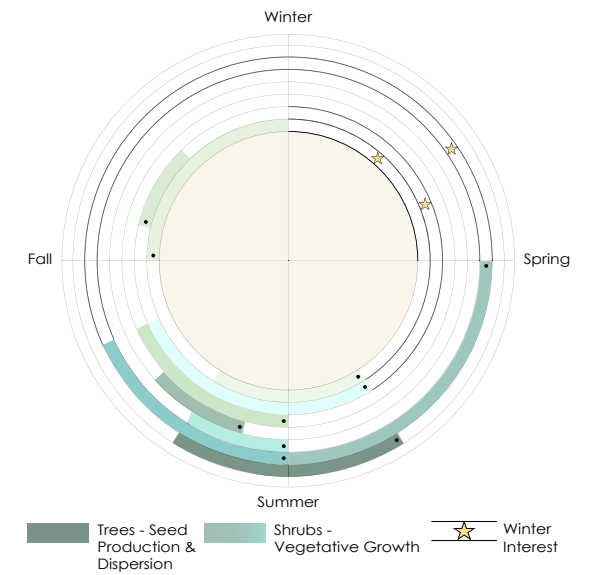 Winter
Fall
Spring
Summer
Trees - Seed
Production &
Dispersion
Shrubs -
Vegetative Growth
Winter
Interest